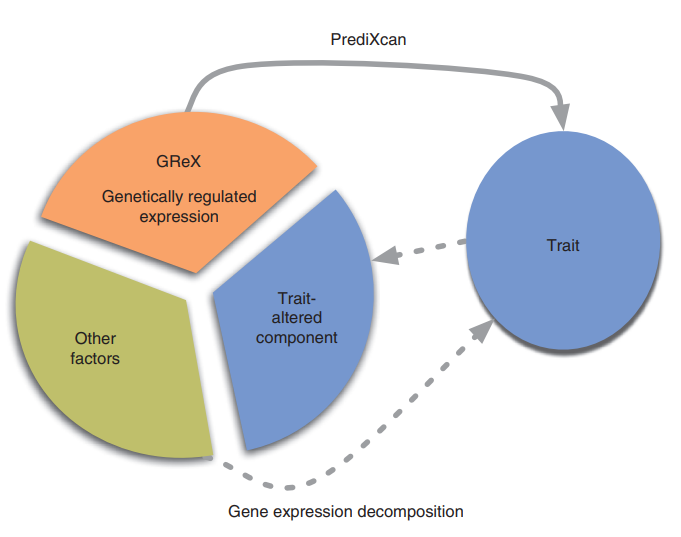 PrediXcan
GReX
Genetically regulated
expression
Trait-
altered
component
Trait
Other
factors
Gene expression decomposition